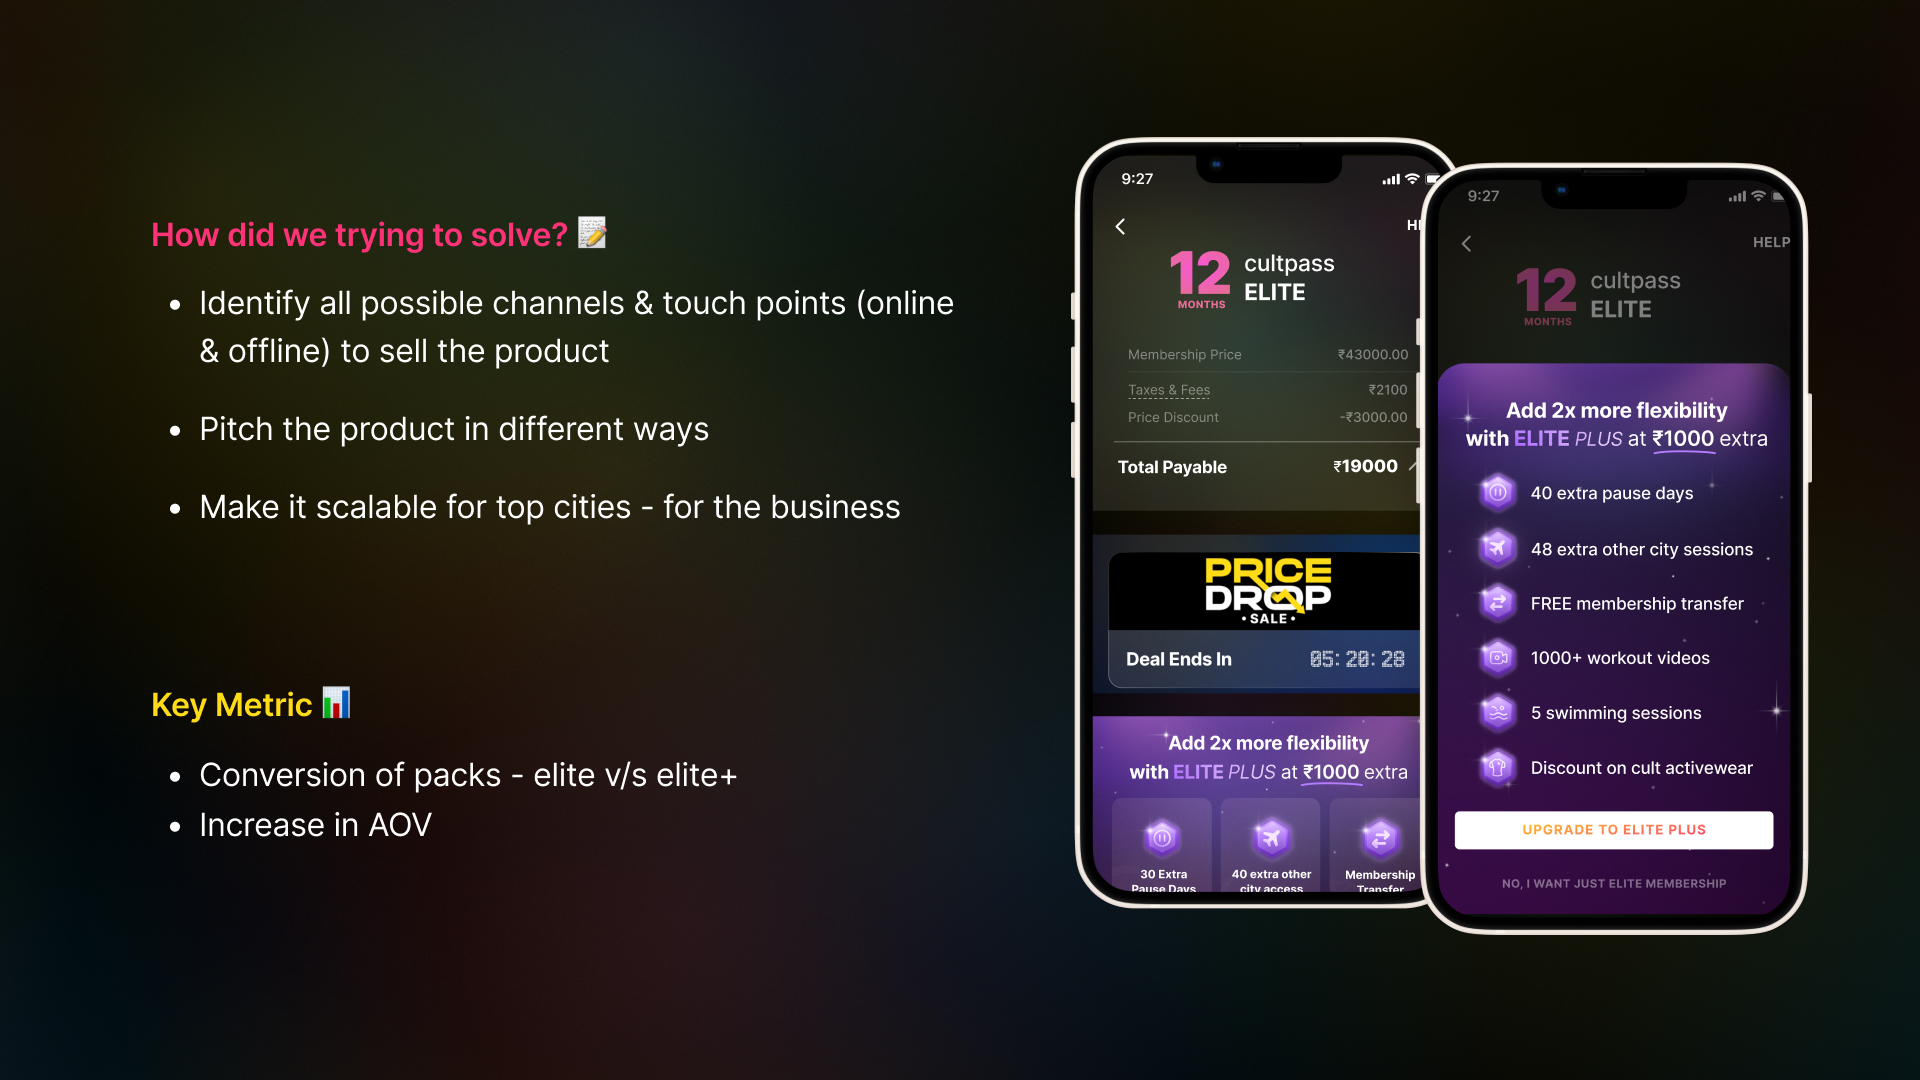 How did we trying to solve? 📝
• Identify all possible channels & touch points (online
& offline) to sell the product
• Pitch the product in different ways
• Make it scalable for top cities - for the business
Key Metric 📊
• Conversion of packs - elite v/s elite+
• Increase in AOV
9:27
12
MONTHS
cultpass
ELITE
Membership Price ₹43000.00
Taxes & Fees ₹2100
Price Discount -₹3000.00
Total Payable ₹19000
PRICE
DROP
• SALE •
Deal Ends In 05: 20: 28
Add 2x more flexibility
with ELITE PLUS at ₹1000 extra
30 Extra
Pause Days
40 extra other
city access
Membership
Transfer
9:27
HELP
12
MONTHS
cultpass
ELITE
Add 2x more flexibility
with ELITE PLUS at ₹1000 extra
40 extra pause days
48 extra other city sessions
FREE membership transfer
1000+ workout videos
5 swimming sessions
Discount on cult activewear
UPGRADE TO ELITE PLUS
NO, I WANT JUST ELITE MEMBERSHIP